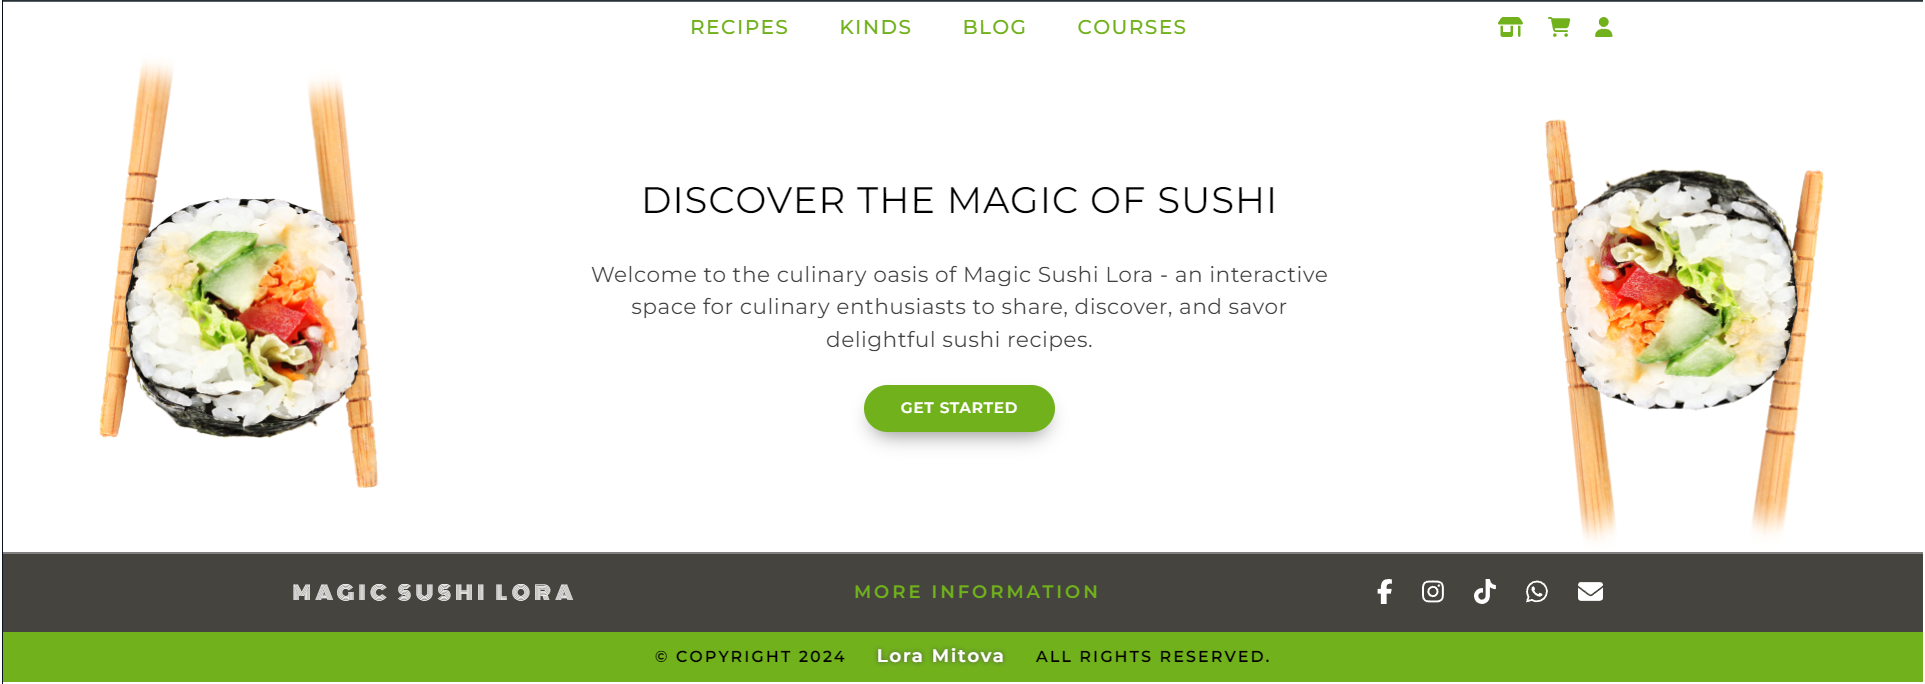 RECIPES KINDS BLOG COURSES
DISCOVER THE MAGIC OF SUSHI
Welcome to the culinary oasis of Magic Sushi Lora - an interactive
space for culinary enthusiasts to share, discover, and savor
delightful sushi recipes.
GET STARTED
MAGIC SUSHI LORA MORE INFORMATION
© COPYRIGHT 2024 Lora Mitova ALL RIGHTS RESERVED.